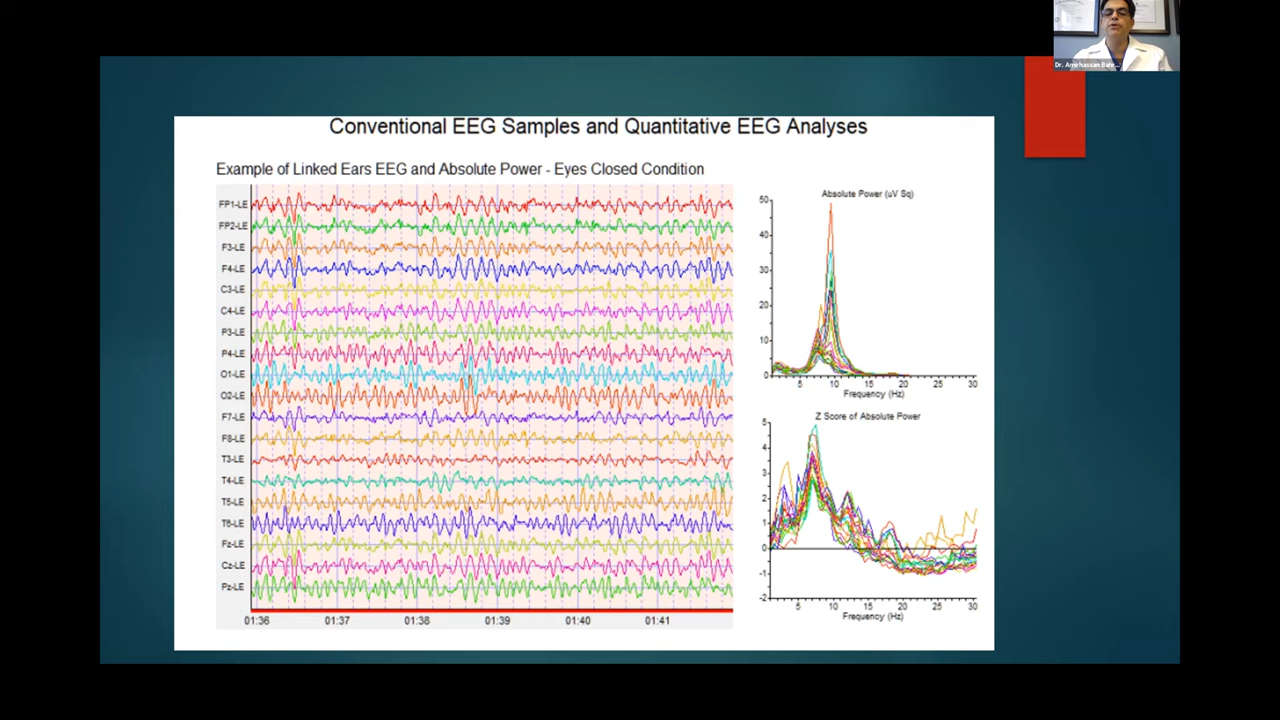 Dr. Amirhassan Bahr...
Conventional EEG Samples and Quantitative EEG Analyses
Example of Linked Ears EEG and Absolute Power - Eyes Closed Condition
FP1-LE
FP2-LE
F3-LE
F4-LE
C3-LE
C4-LE
P3-LE
P4-LE
O1-LE
O2-LE
F7-LE
F8-LE
T3-LE
T4-LE
T5-LE
T6-LE
Fz-LE
Cz-LE
Pz-LE
01:36 01:37 01:38 01:39 01:40 01:41
Absolute Power (uV Sq)
50
40
30
20
10
0
5 10 15 20 25 30
Frequency (Hz)
Z Score of Absolute Power
5
4
3
2
1
0
-1
-2
5 10 15 20 25 30
Frequency (Hz)